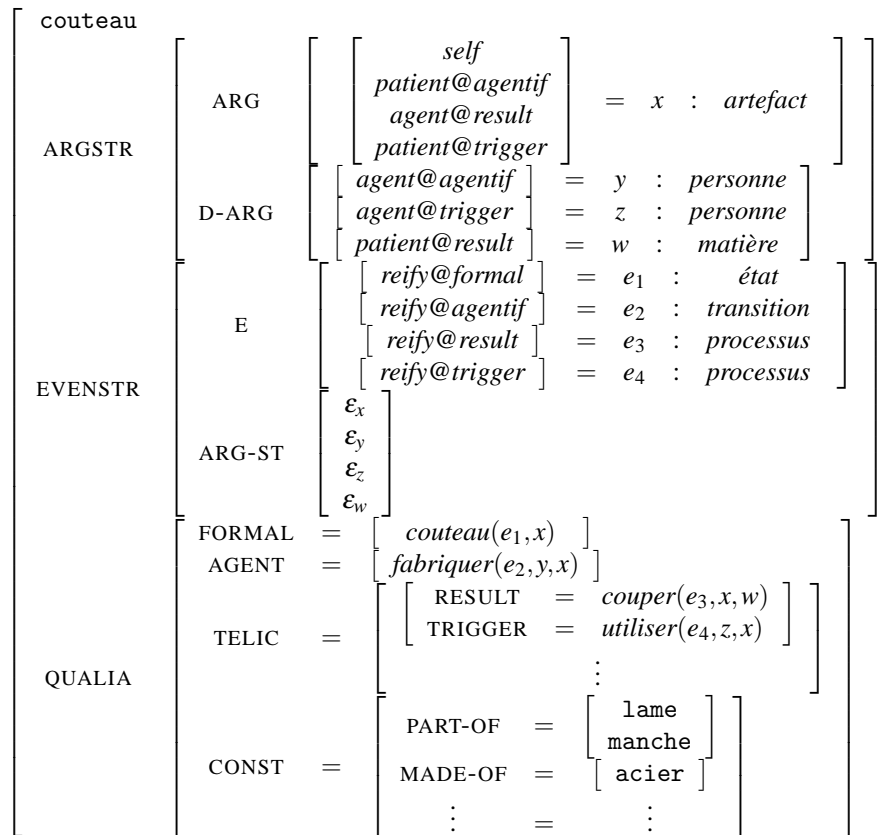 couteau
self
patient@agentif
ARG = x : artefact
agent@result
patient@trigger
ARGSTR
[ agent@agentif ] = y : personne
D-ARG [ agent@trigger ] = z : personne
[ patient@result ] = w : matière
[ reify@formal ] = e1 : état
[ reify@agentif ] = e2 : transition
E
[ reify@result ] = e3 : processus
[ reify@trigger ] = e4 : processus
EVENSTR
εx
εy
ARG-ST
εz
εw
FORMAL = [ couteau(e1,x) ]
AGENT = [ fabriquer(e2,y,x) ]
RESULT = couper(e3,x,w)
TELIC =
TRIGGER = utiliser(e4,z,x)
⋮
QUALIA
lame
PART-OF =
manche
CONST =
MADE-OF = [ acier ]
⋮ = ⋮